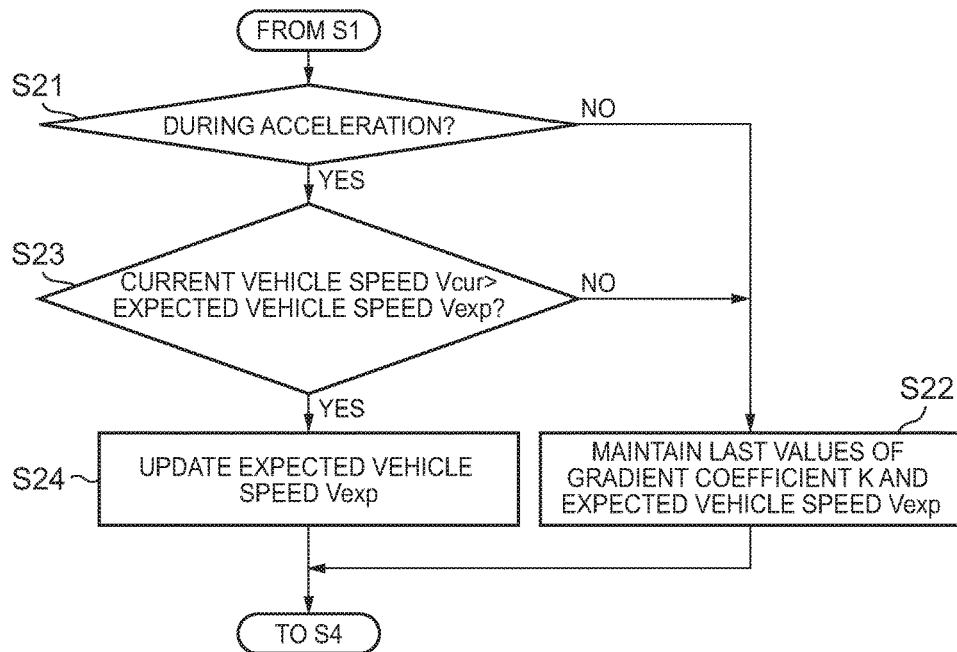 FROM S1
S21
DURING ACCELERATION?
NO
YES
S23
CURRENT VEHICLE SPEED Vcur>
EXPECTED VEHICLE SPEED Vexp?
NO
YES
S22
S24
UPDATE EXPECTED VEHICLE
SPEED Vexp
MAINTAIN LAST VALUES OF
GRADIENT COEFFICIENT K AND
EXPECTED VEHICLE SPEED Vexp
TO S4